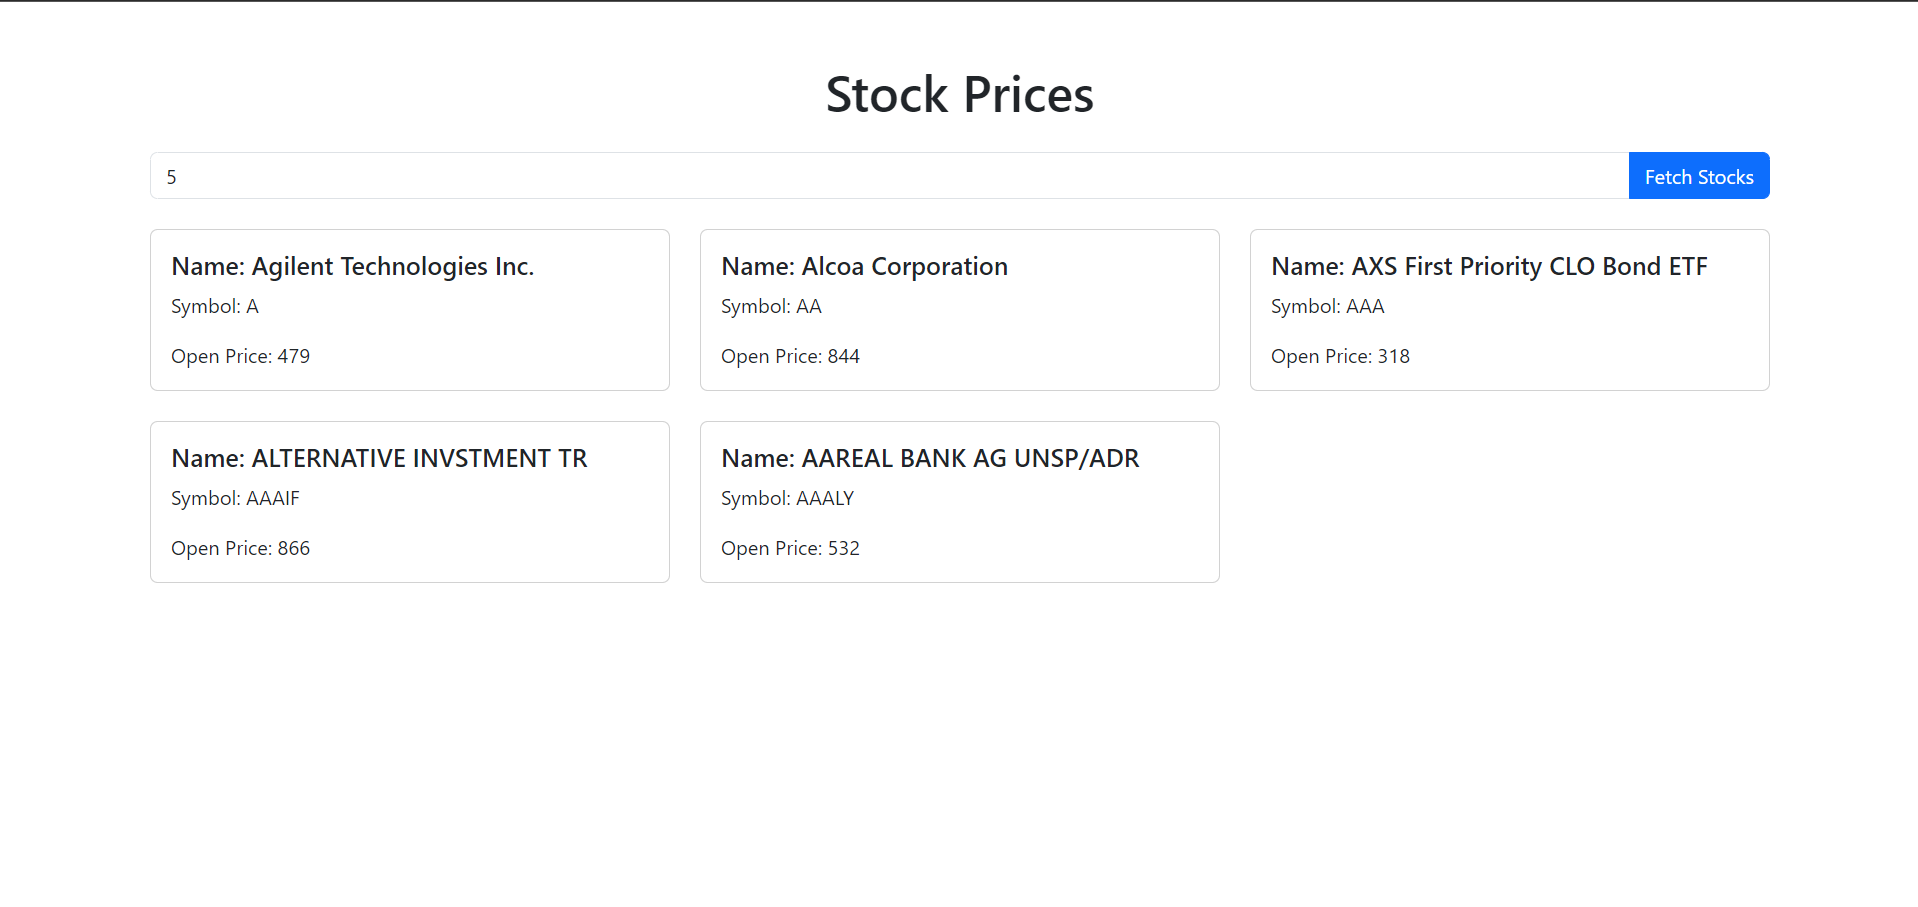 Stock Prices
5
Fetch Stocks
Name: Agilent Technologies Inc.
Symbol: A
Open Price: 479
Name: Alcoa Corporation
Symbol: AA
Open Price: 844
Name: AXS First Priority CLO Bond ETF
Symbol: AAA
Open Price: 318
Name: ALTERNATIVE INVSTMENT TR
Symbol: AAAIF
Open Price: 866
Name: AAREAL BANK AG UNSP/ADR
Symbol: AAALY
Open Price: 532